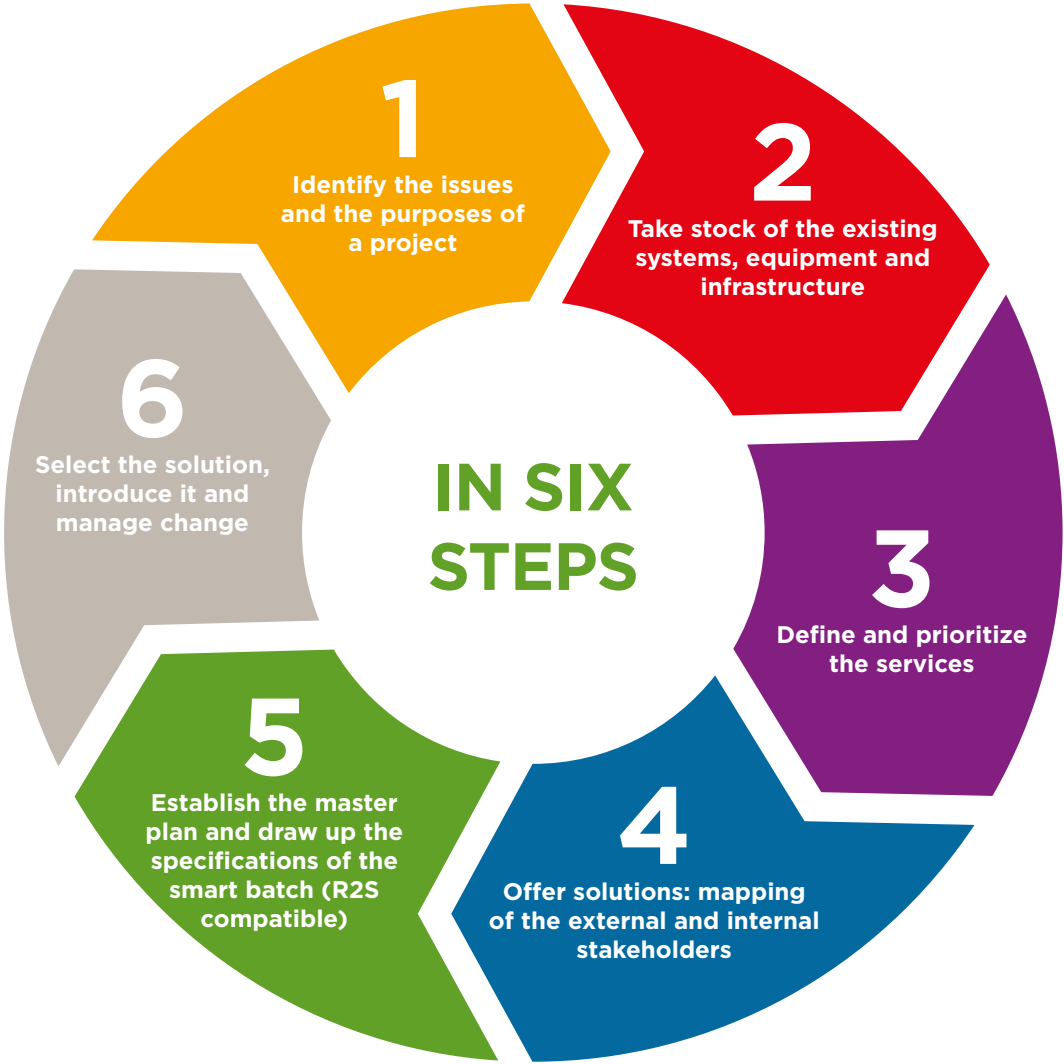 1
Identify the issues
and the purposes of
a project
2
Take stock of the existing
systems, equipment and
infrastructure
3
Define and prioritize
the services
4
Offer solutions: mapping
of the external and internal
stakeholders
5
Establish the master
plan and draw up the
specifications of the
smart batch (R2S
compatible)
6
Select the solution,
introduce it and
manage change
IN SIX
STEPS